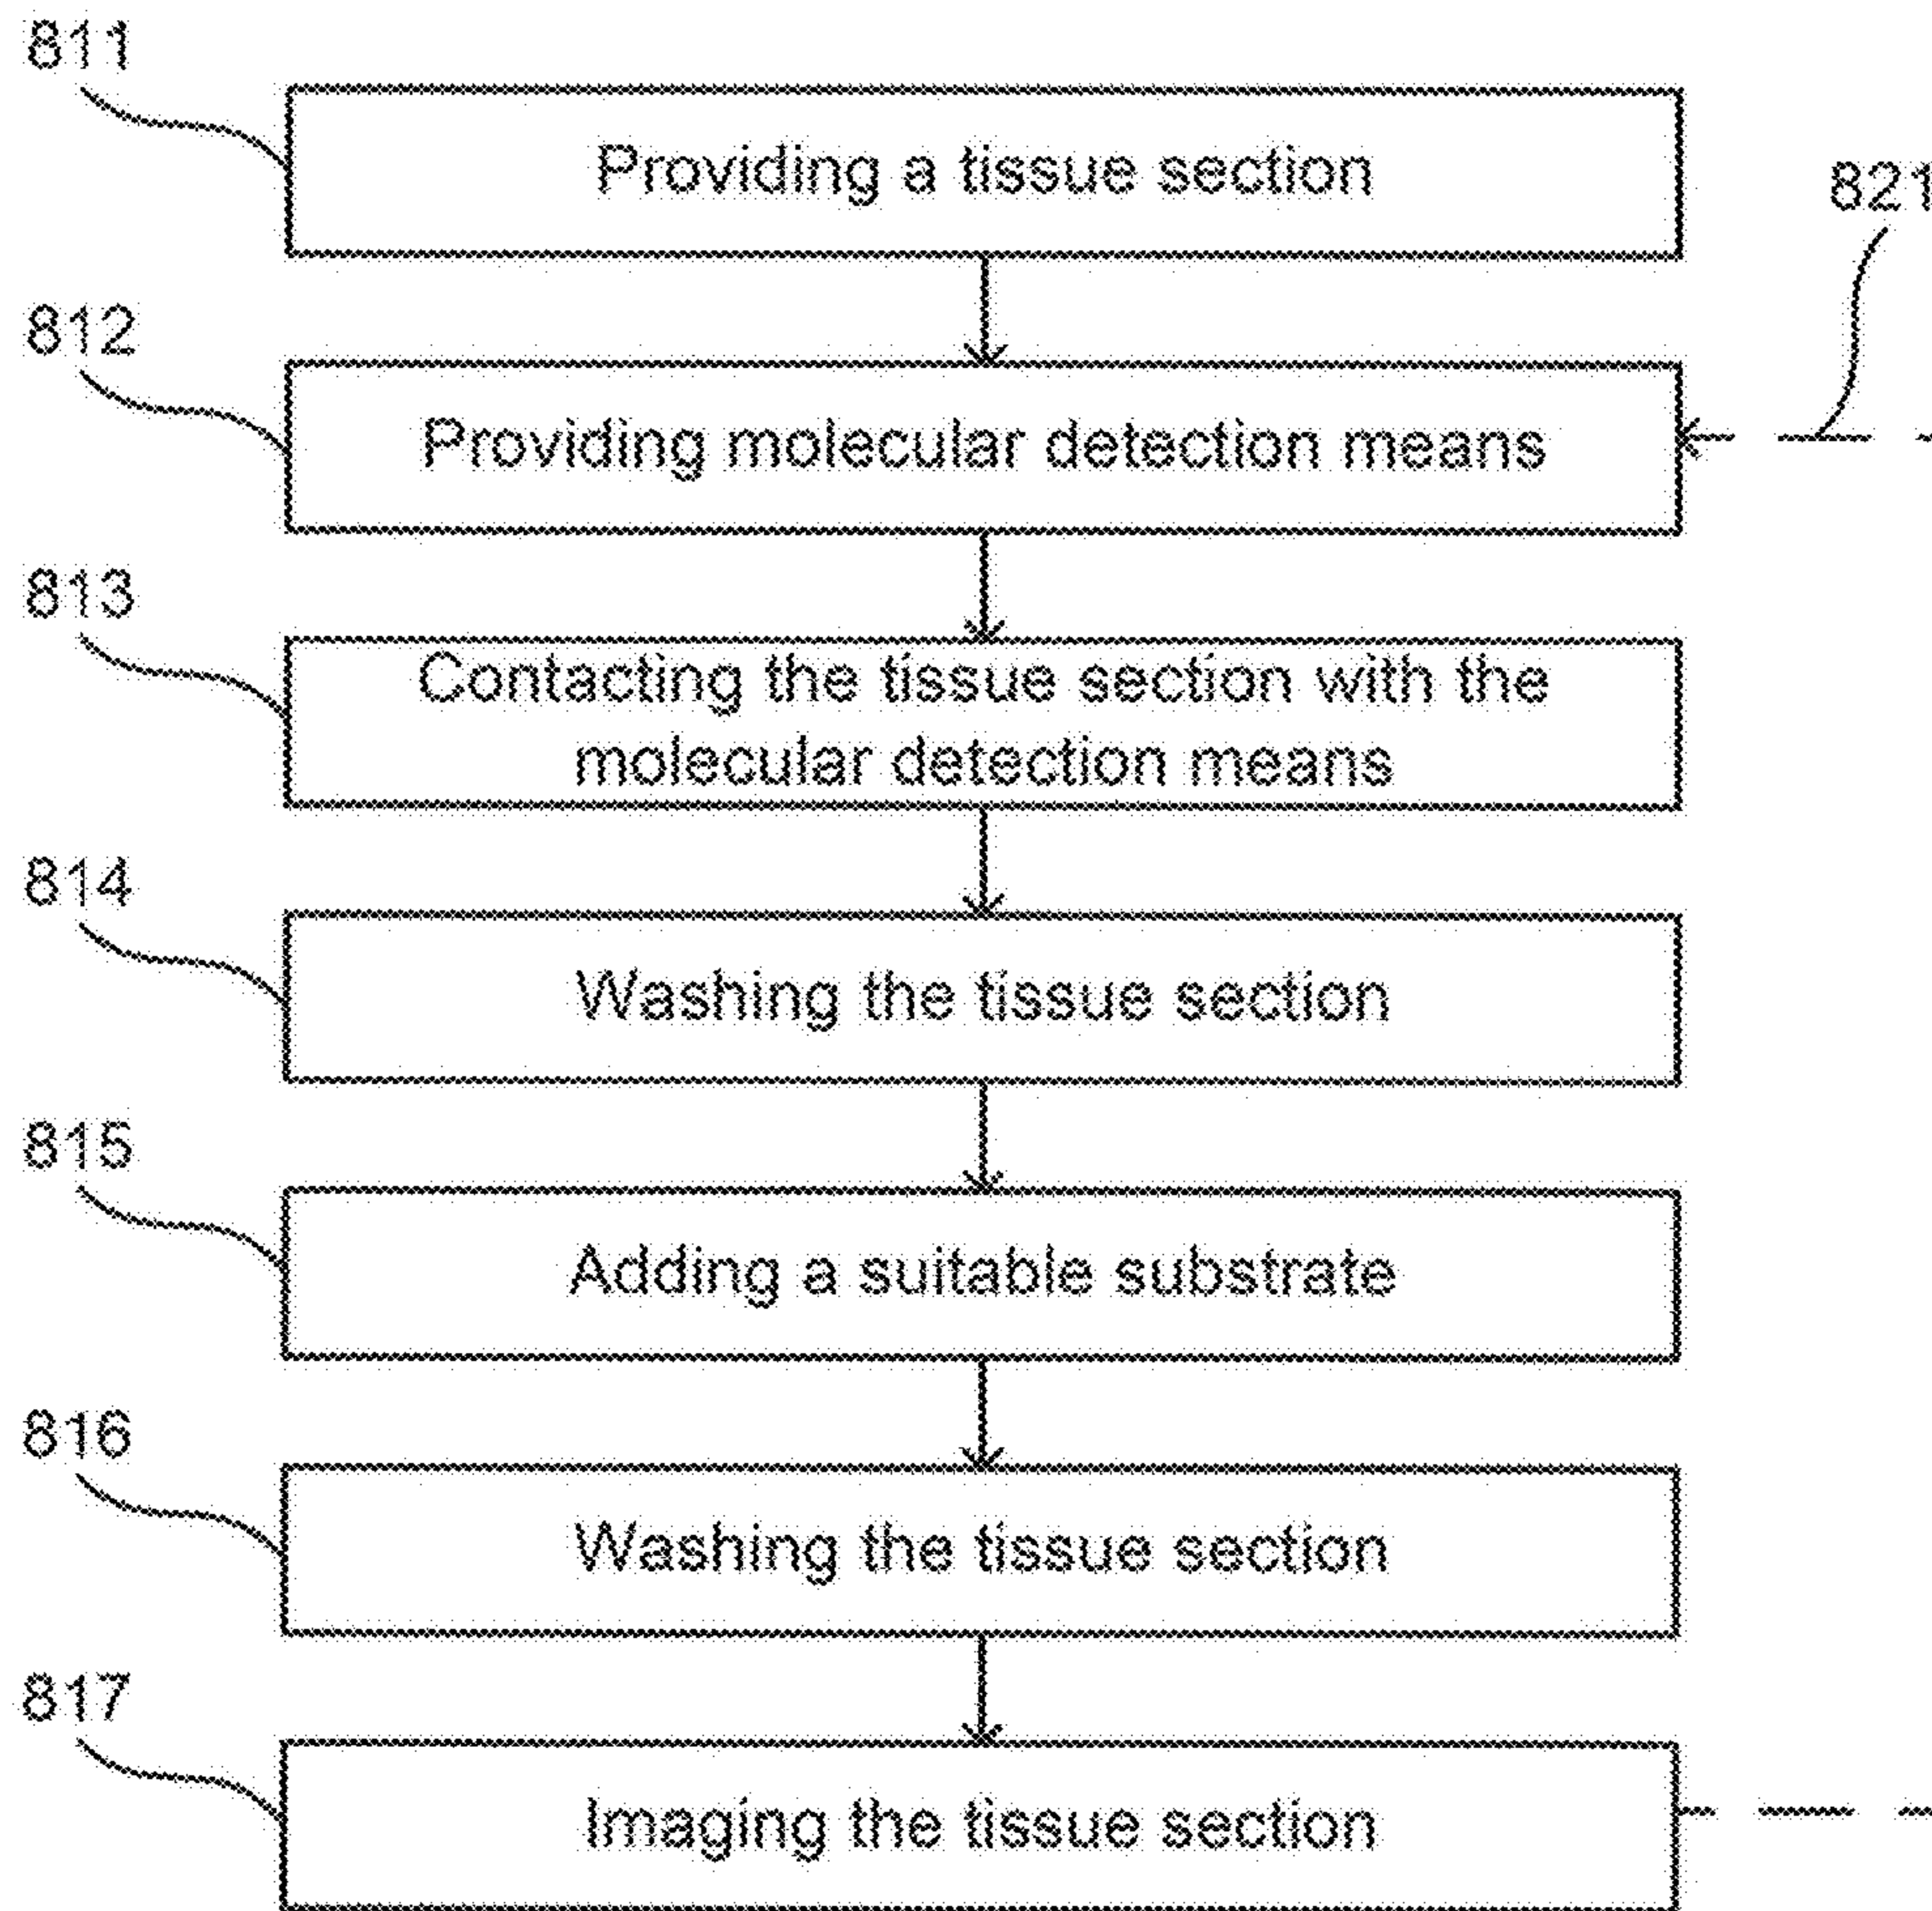 811
Providing a tissue section
821
812
Providing molecular detection means
813
Contacting the tissue section with the
molecular detection means
814
Washing the tissue section
815
Adding a suitable substrate
816
Washing the tissue section
817
Imaging the tissue section